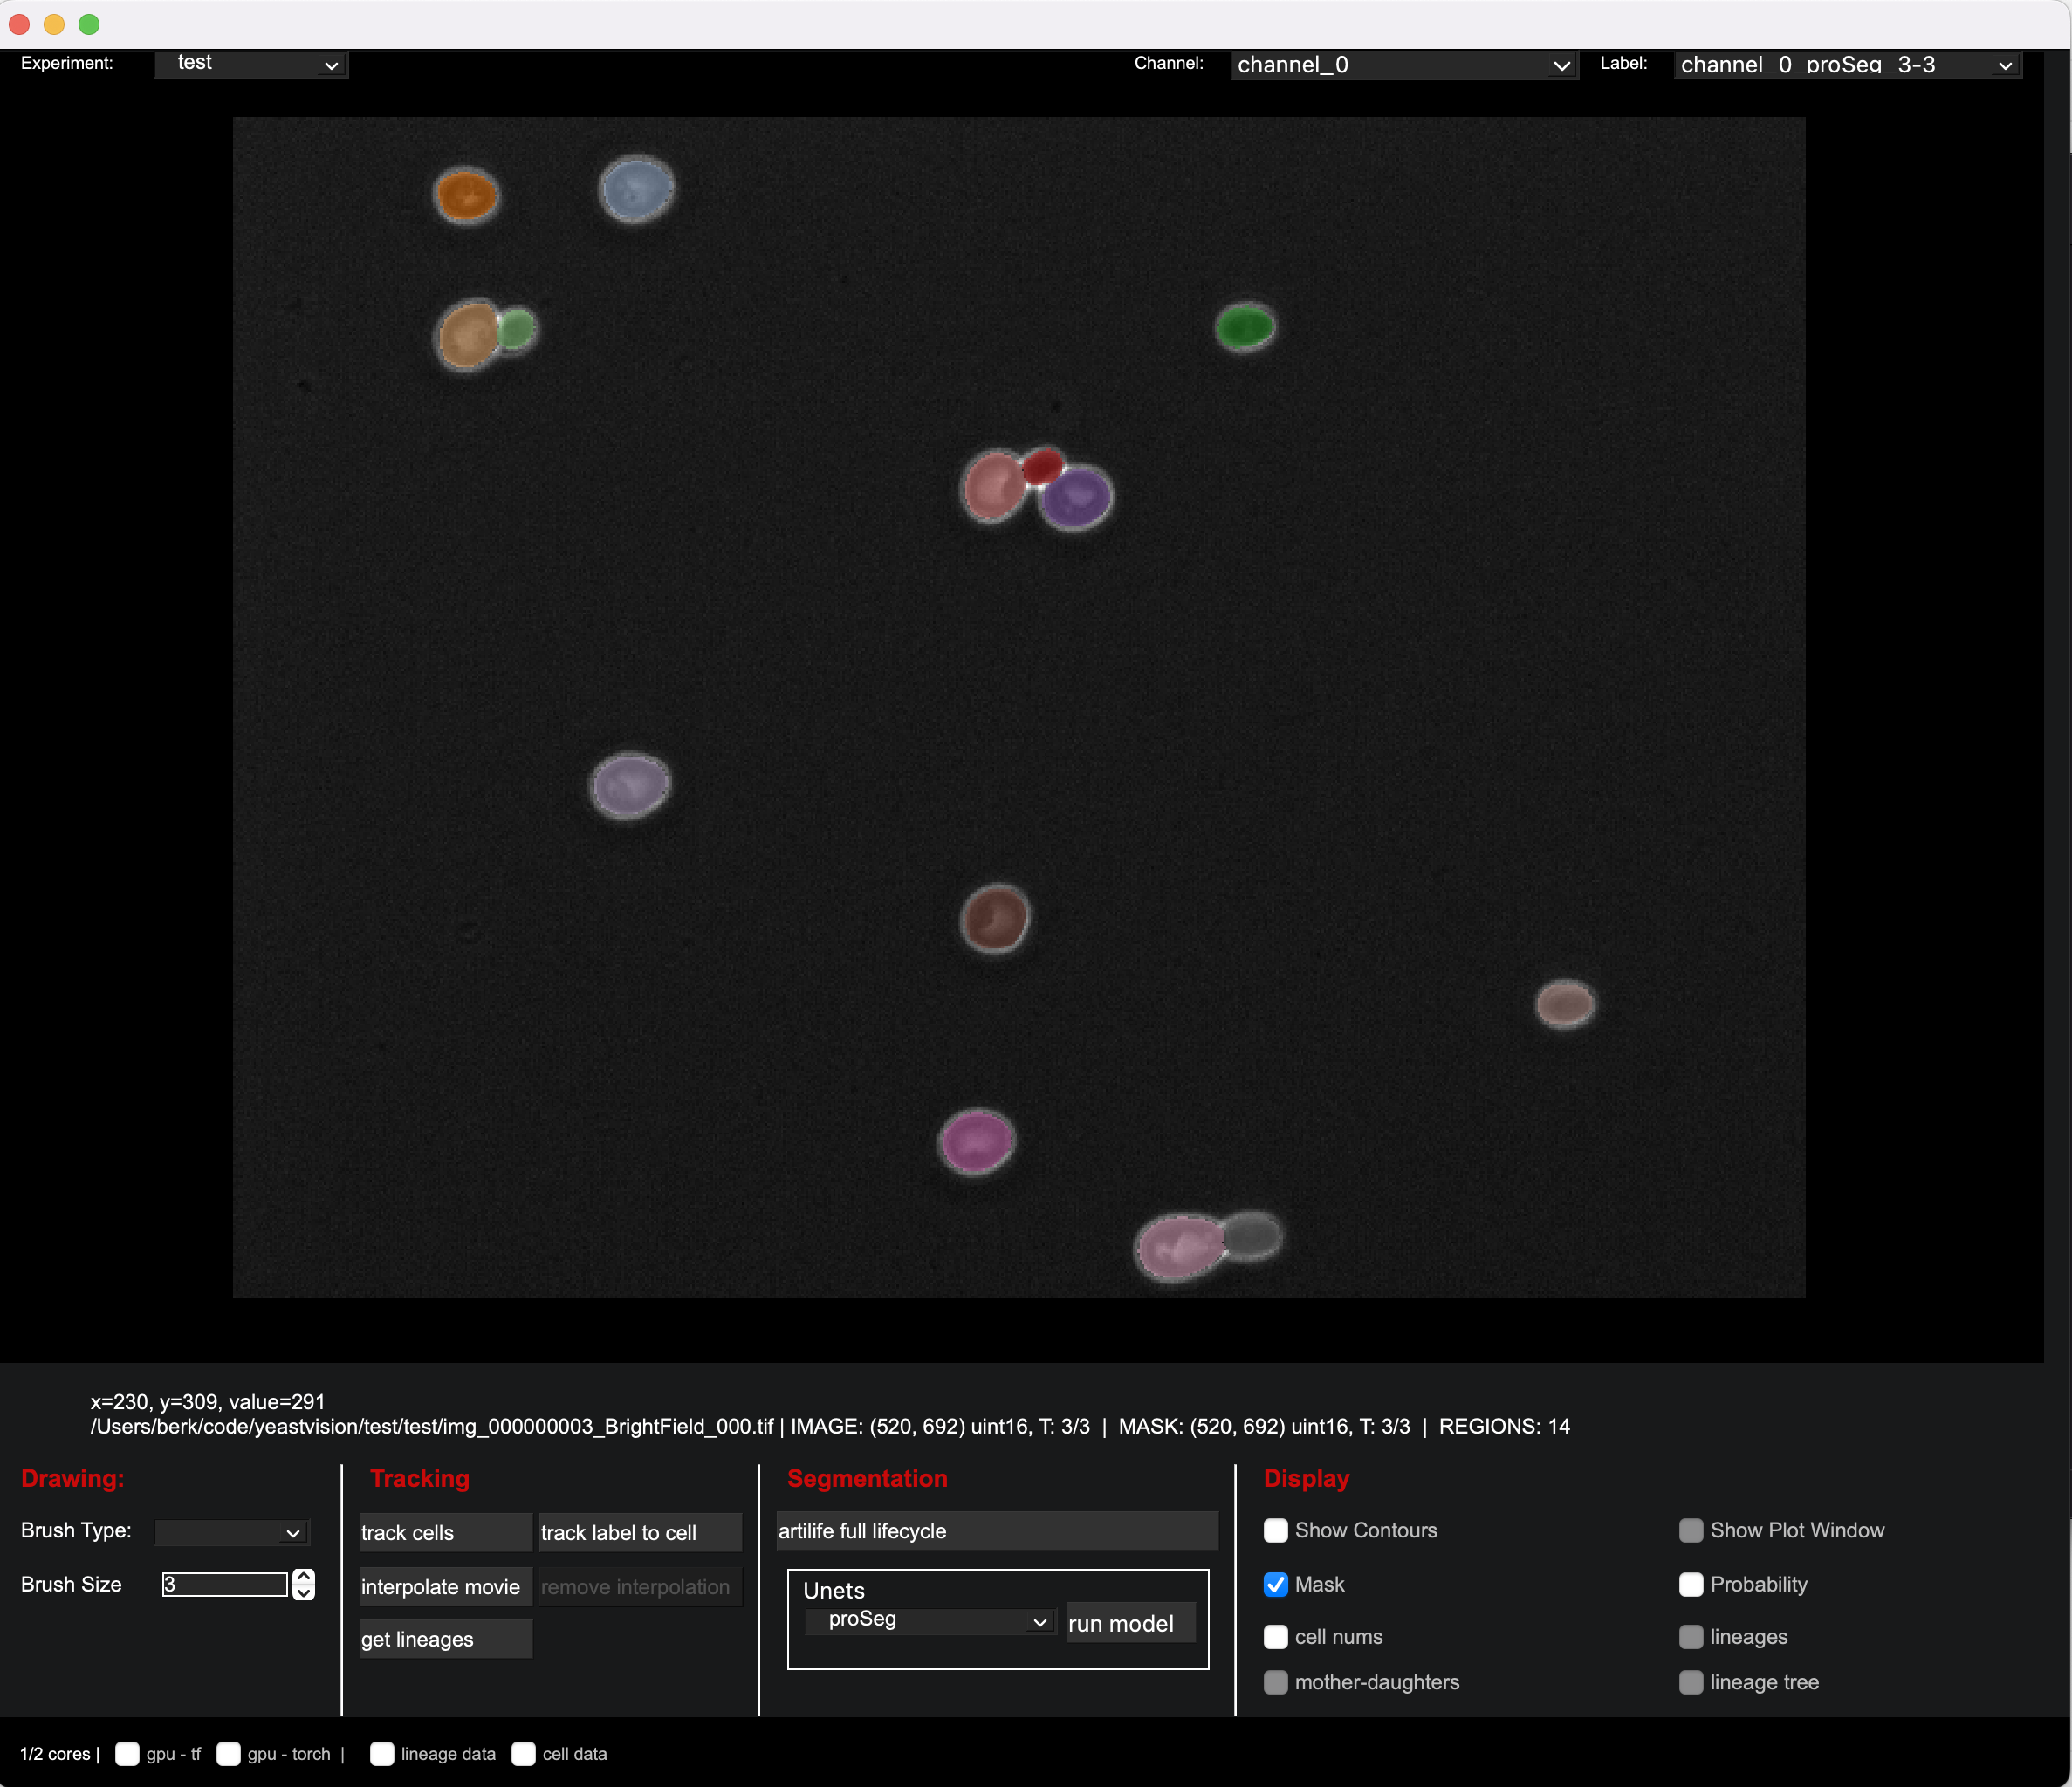 Experiment: test Channel: channel_0 Label: channel_0_proSeg_3-3
x=230, y=309, value=291
/Users/berk/code/yeastvision/test/test/img_000000003_BrightField_000.tif | IMAGE: (520, 692) uint16, T: 3/3 | MASK: (520, 692) uint16, T: 3/3 | REGIONS: 14
Drawing:
Brush Type:
Brush Size 3
Tracking
track cells track label to cell
interpolate movie remove interpolation
get lineages
Segmentation
artilife full lifecycle
Unets
proSeg run model
Display
Show Contours Show Plot Window
Mask Probability
cell nums lineages
mother-daughters lineage tree
1/2 cores | gpu - tf gpu - torch | lineage data cell data